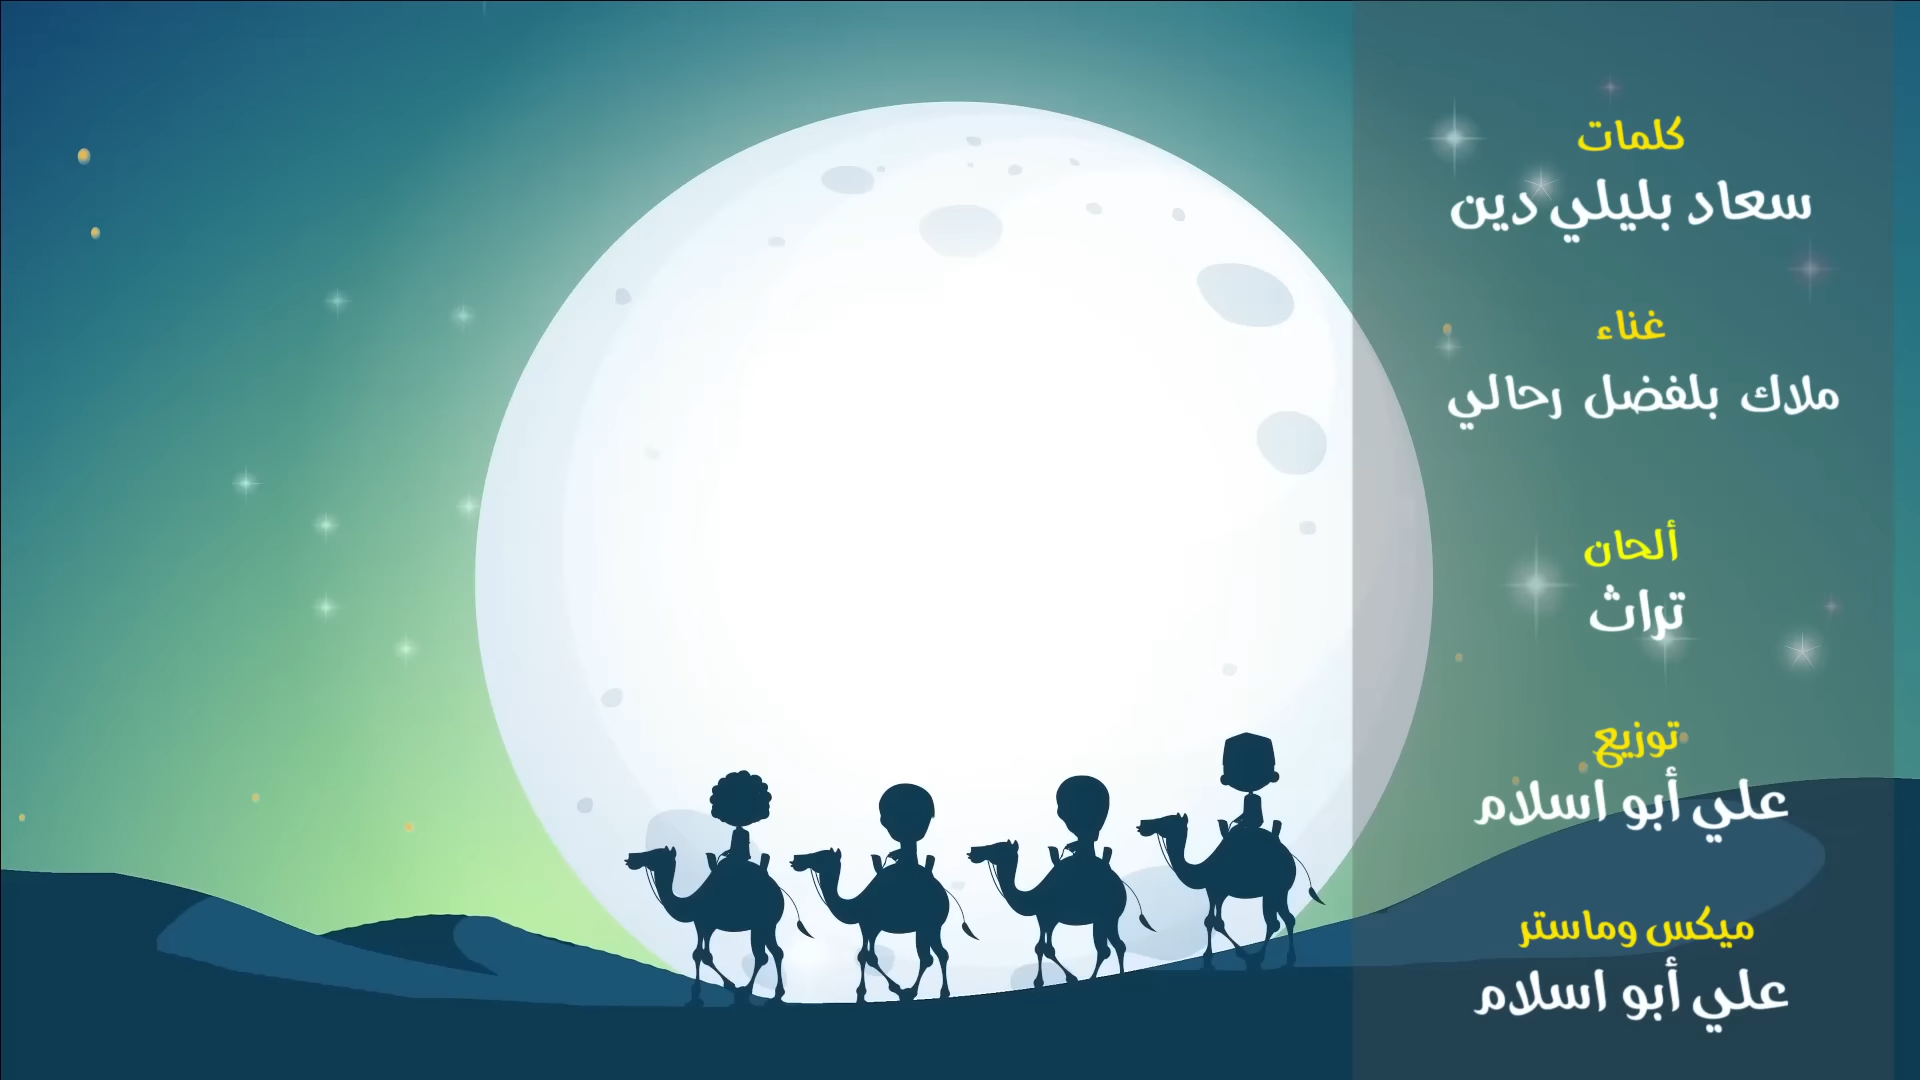 كلمات
سعاد بليلي دين
غناء
ملاك بلفضل رحالي
ألحان
تراث
توزيع
علي أبو اسلام
ميكس وماستر
علي أبو اسلام